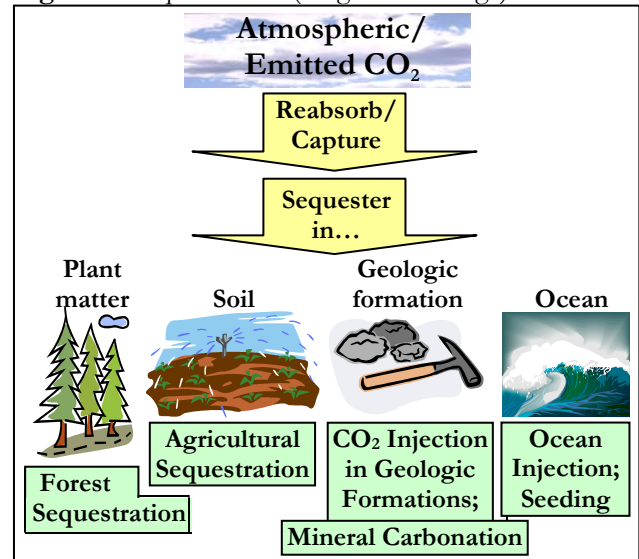 Atmospheric/
Emitted CO₂
Reabsorb/
Capture
Sequester
in…
Plant
matter
Soil
Geologic
formation
Ocean
Forest
Sequestration
Agricultural
Sequestration
CO₂ Injection
in Geologic
Formations;
Mineral Carbonation
Ocean
Injection;
Seeding